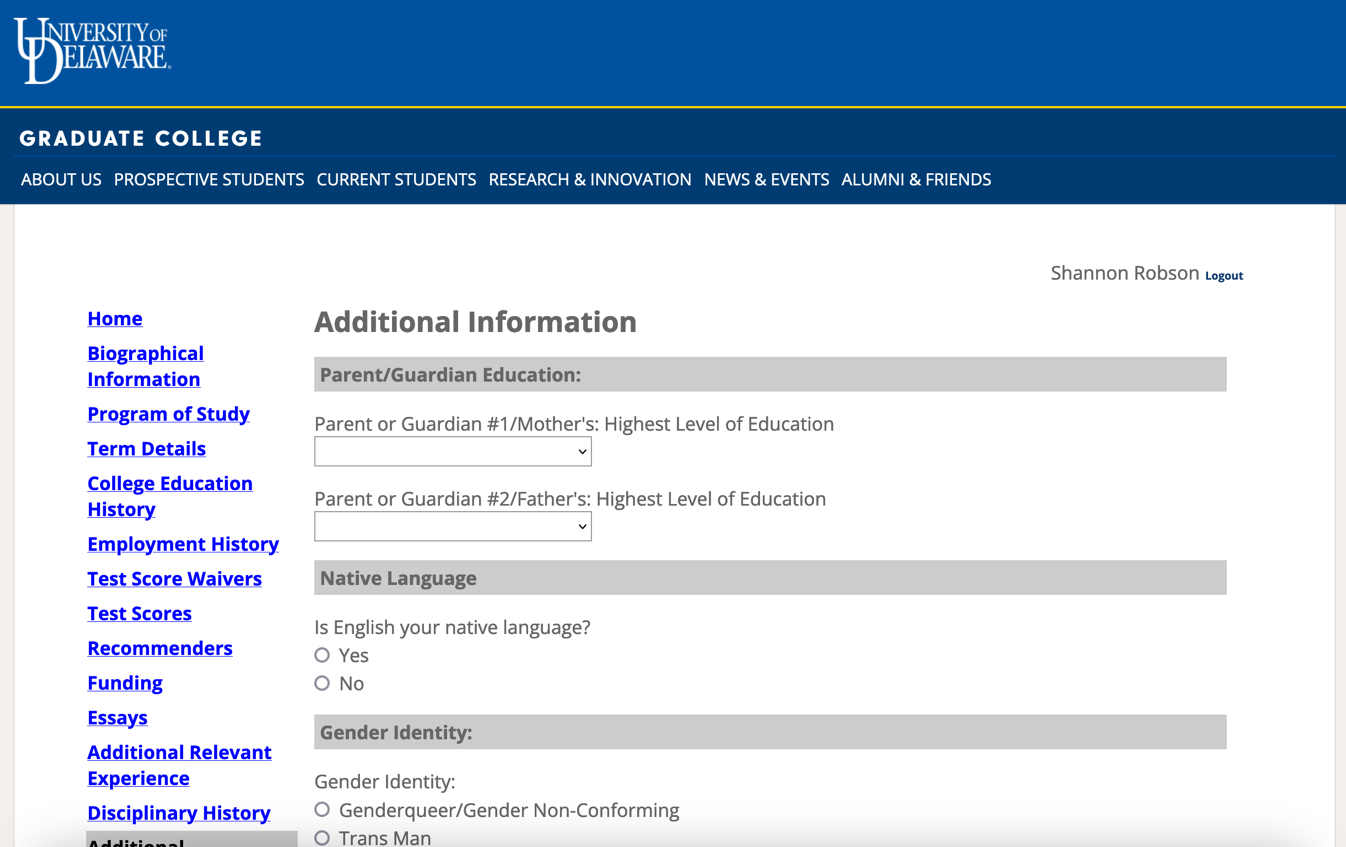 UNIVERSITY OF
DELAWARE
GRADUATE COLLEGE
ABOUT US PROSPECTIVE STUDENTS CURRENT STUDENTS RESEARCH & INNOVATION NEWS & EVENTS ALUMNI & FRIENDS
Shannon Robson Logout
Home
Biographical
Information
Program of Study
Term Details
College Education
History
Employment History
Test Score Waivers
Test Scores
Recommenders
Funding
Essays
Additional Relevant
Experience
Disciplinary History
Additional
Additional Information
Parent/Guardian Education:
Parent or Guardian #1/Mother's: Highest Level of Education
Parent or Guardian #2/Father's: Highest Level of Education
Native Language
Is English your native language?
Yes
No
Gender Identity:
Gender Identity:
Genderqueer/Gender Non-Conforming
Trans Man